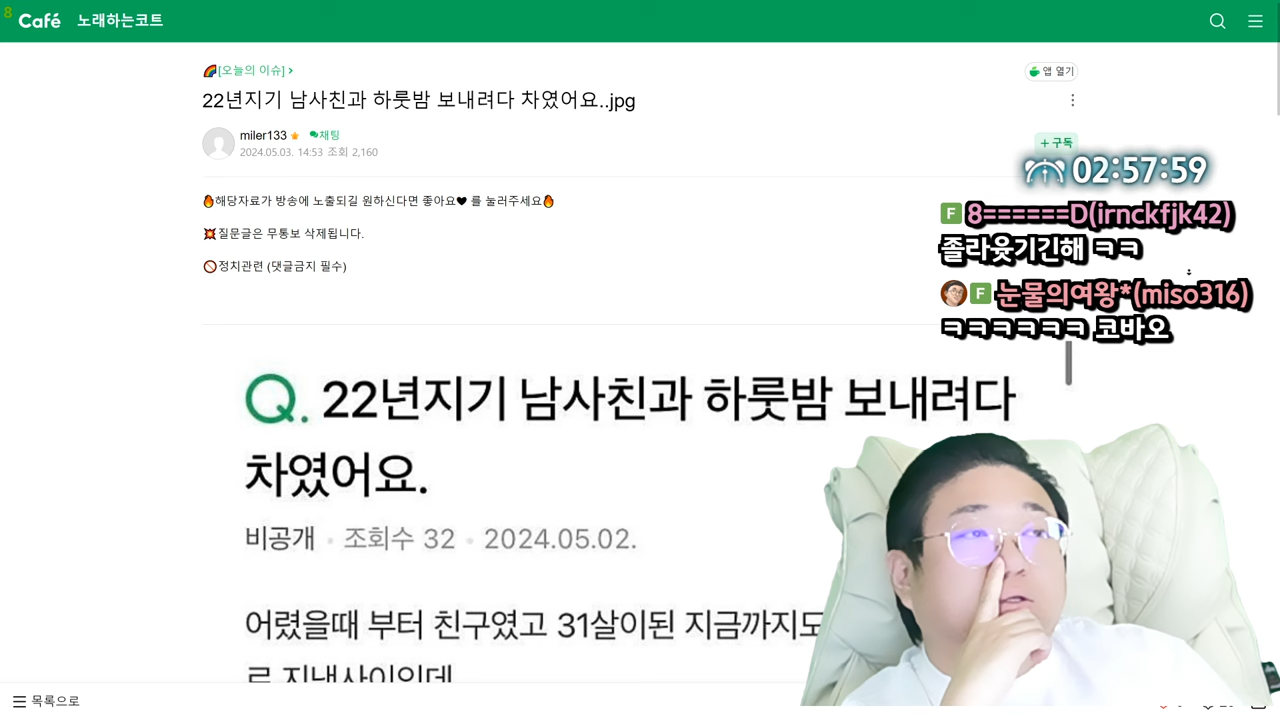 8
Café 노래하는코트
🌈[오늘의 이슈] >
앱 열기
22년지기 남사친과 하룻밤 보내려다 차였어요..jpg
miler133 채팅
2024.05.03. 14:53 조회 2,160
+ 구독
02:57:59
🔥해당자료가 방송에 노출되길 원하신다면 좋아요♥ 를 눌러주세요🔥
💥질문글은 무통보 삭제됩니다.
🚫정치관련 (댓글금지 필수)
F 8======D(irnckfjk42)
졸라웃기긴해 ㅋㅋ
F 눈물의여왕*(miso316)
ㅋㅋㅋㅋㅋㅋ 코바오
Q. 22년지기 남사친과 하룻밤 보내려다
차였어요.
비공개 • 조회수 32 • 2024.05.02.
어렸을때 부터 친구였고 31살이된 지금까지도
로 지낸사이인데
목록으로